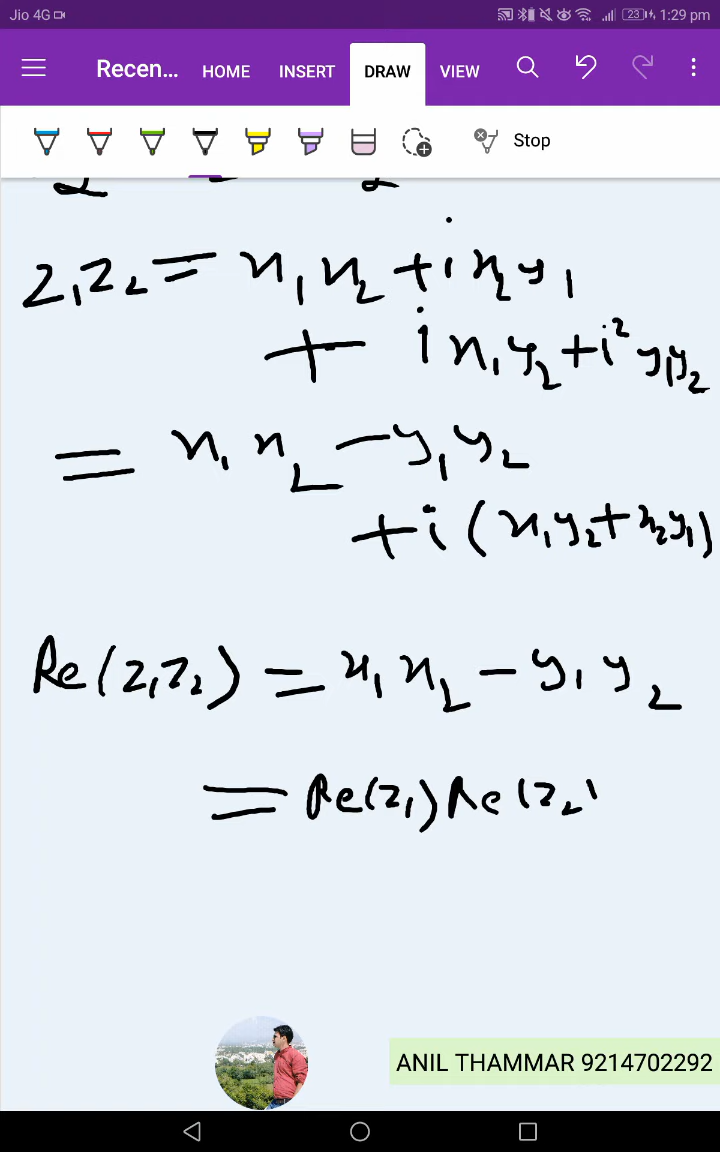 Jio 4G 23 1:29 pm
Recen... HOME INSERT DRAW VIEW
Stop
z₁z₂ = x₁x₂ + ix₂y₁
+ ix₁y₂ + i²y₁y₂
= x₁x₂ - y₁y₂
+ i(x₁y₂ + x₂y₁)
Re(z₁z₂) = x₁x₂ - y₁y₂
= Re(z₁) Re(z₂)
ANIL THAMMAR 9214702292